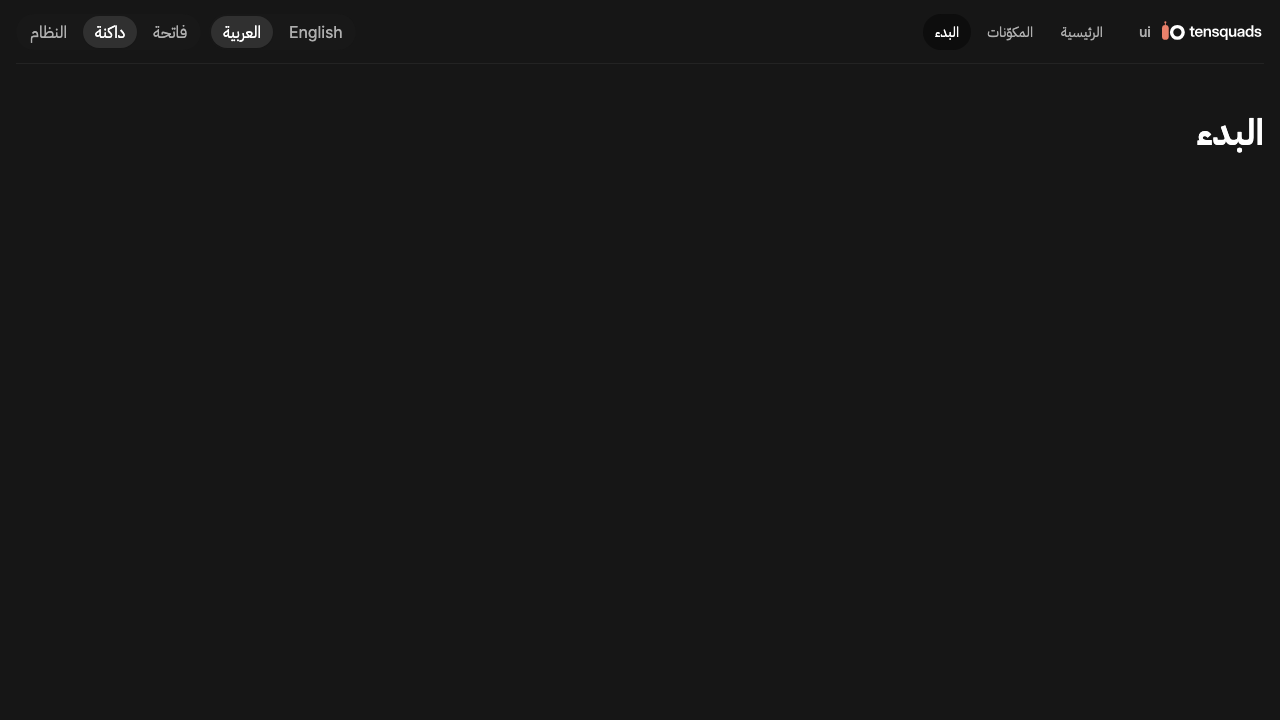 tensquads ui
الرئيسية
المكوّنات
البدء
English
العربية
فاتحة
داكنة
النظام
البدء